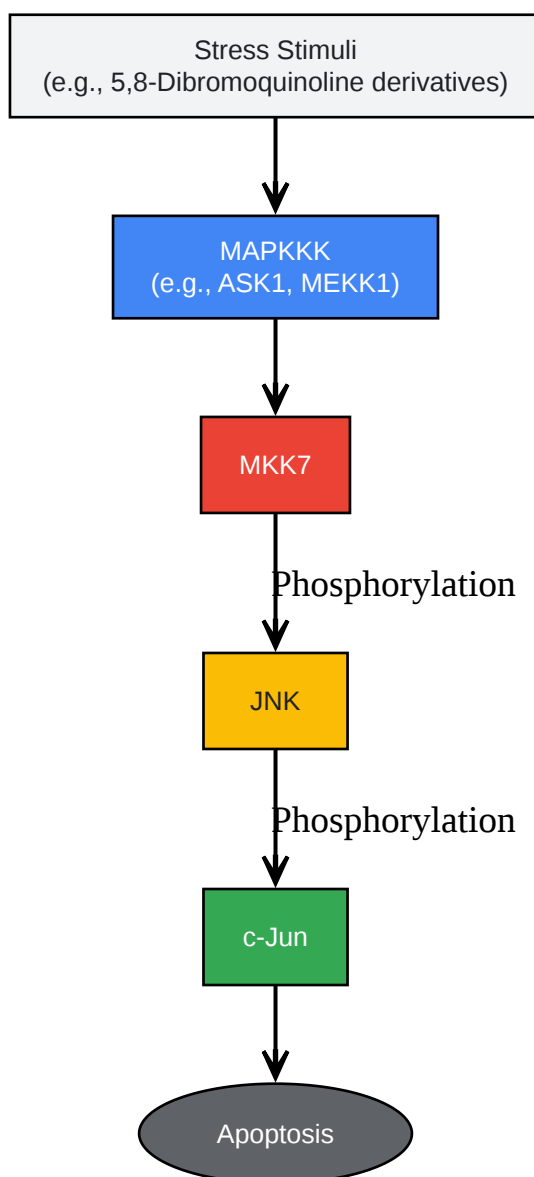 Stress Stimuli
(e.g., 5,8-Dibromoquinoline derivatives)
MAPKKK
(e.g., ASK1, MEKK1)
MKK7
Phosphorylation
JNK
Phosphorylation
c-Jun
Apoptosis